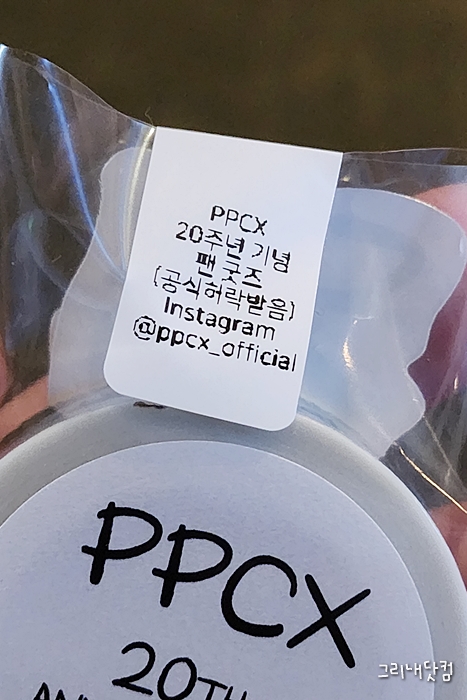 PPCX
20주년 기념
팬 굿즈
(공식허락받음)
Instagram
@ppcx_official
PPCX
20TH
그리내닷컴